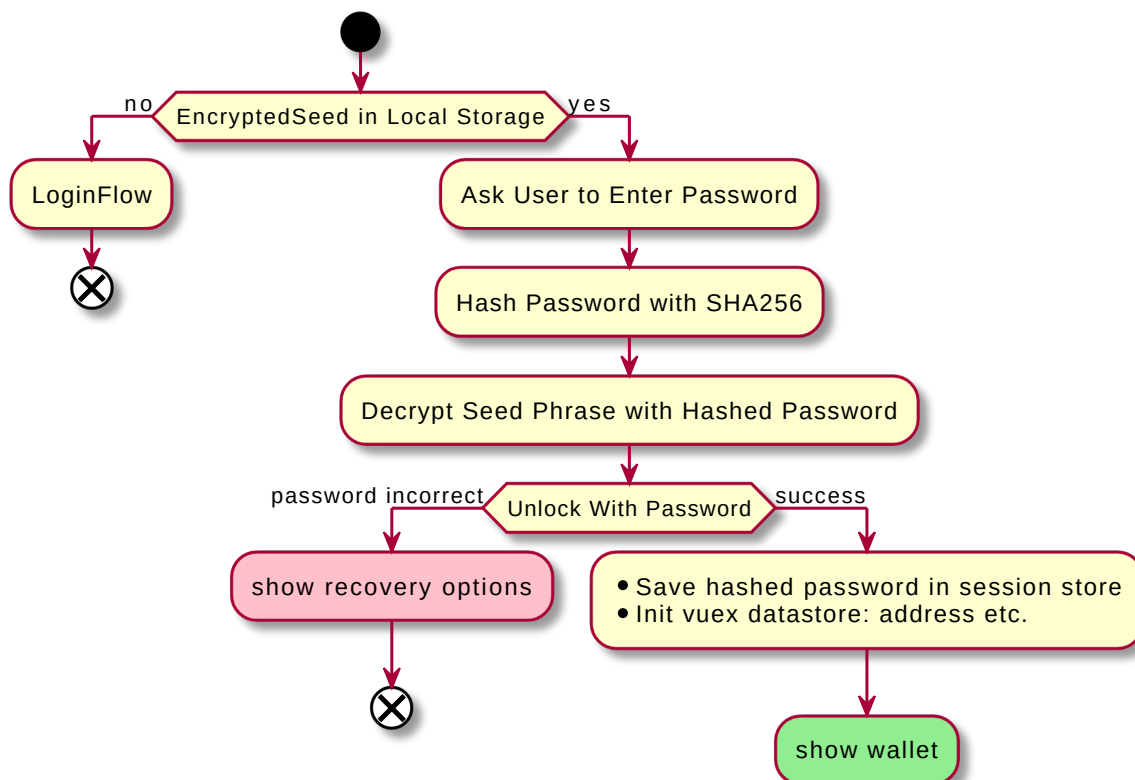 no
EncryptedSeed in Local Storage
yes
LoginFlow
Ask User to Enter Password
Hash Password with SHA256
Decrypt Seed Phrase with Hashed Password
password incorrect
Unlock With Password
success
show recovery options
• Save hashed password in session store
• Init vuex datastore: address etc.
show wallet